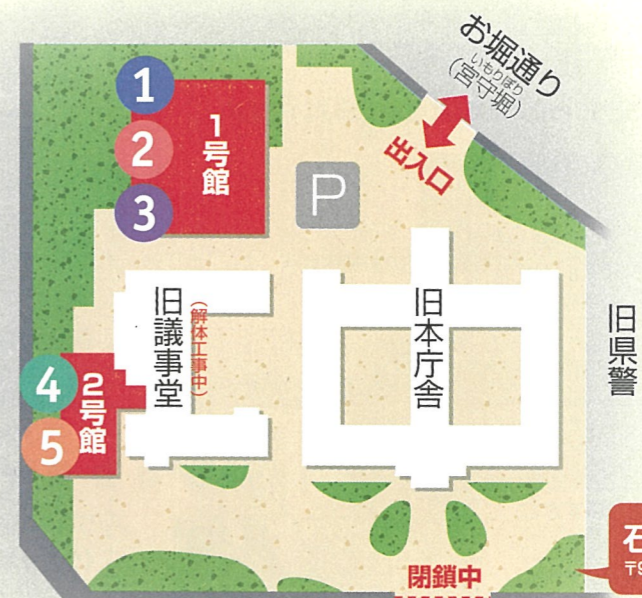 お堀通り
いもりぼり
(宮守堀)
出入口
1
2
3
1号館
P
旧議事堂
(解体工事中)
旧本庁舎
旧県警
4
5
2号館
閉鎖中
石
〒9